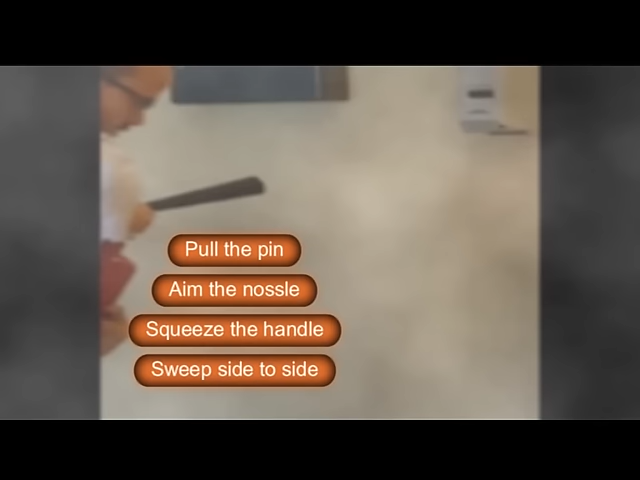 Pull the pin
Aim the nossle
Squeeze the handle
Sweep side to side